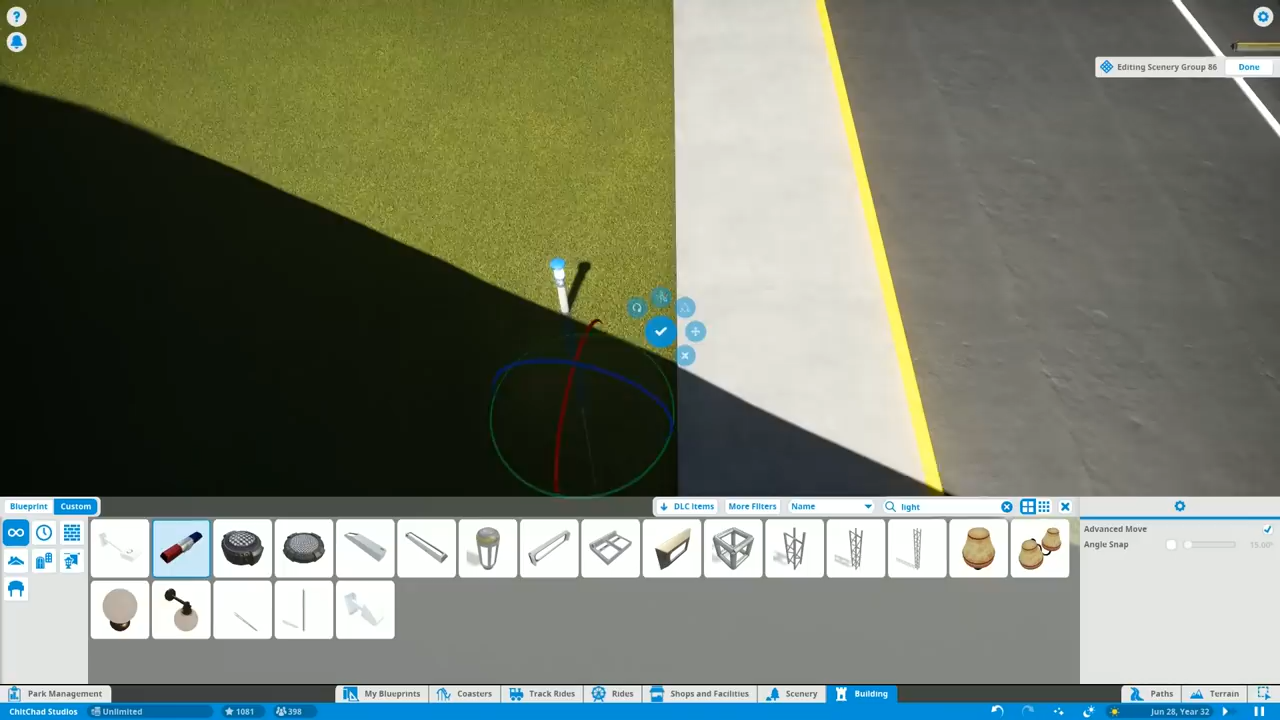 ?
Editing Scenery Group 86 Done
Blueprint Custom DLC Items More Filters Name light
Advanced Move
Angle Snap 15.00°
Park Management My Blueprints Coasters Track Rides Rides Shops and Facilities Scenery Building Paths Terrain
ChitChad Studios Unlimited 1081 398 Jun 28, Year 32